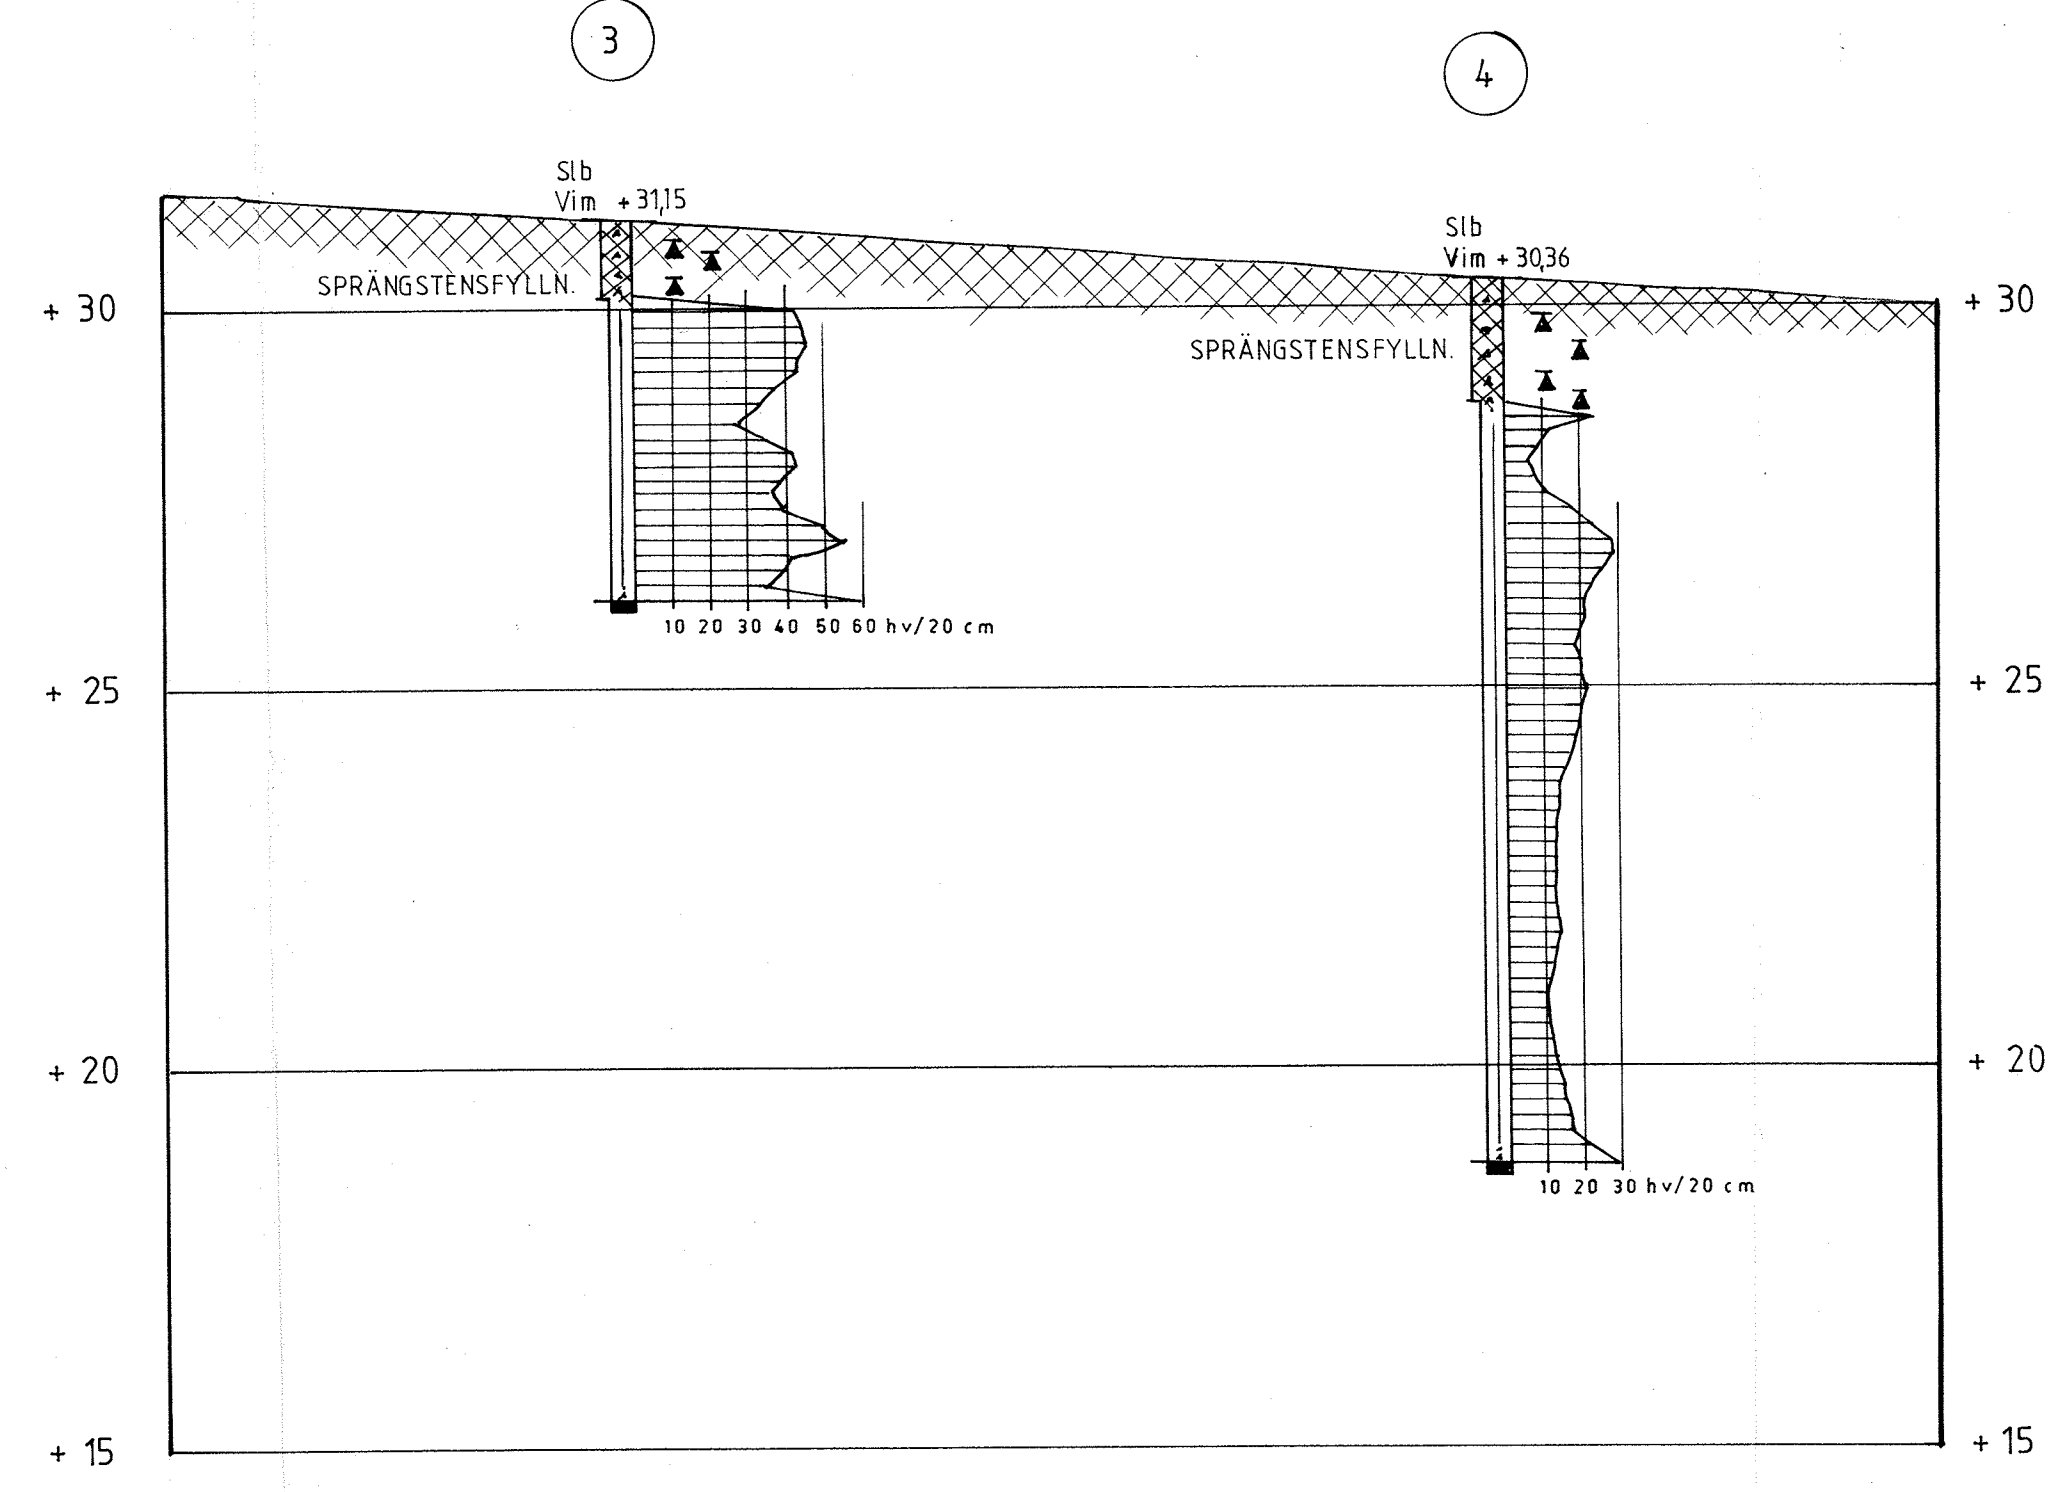 3
4
Slb
Vim +31,15
Slb
Vim +30,36
SPRÄNGSTENSFYLLN.
+ 30
+ 30
SPRÄNGSTENSFYLLN.
10 20 30 40 50 60 hv/20 cm
+ 25
+ 25
+ 20
+ 20
10 20 30 hv/20 cm
+ 15
+ 15